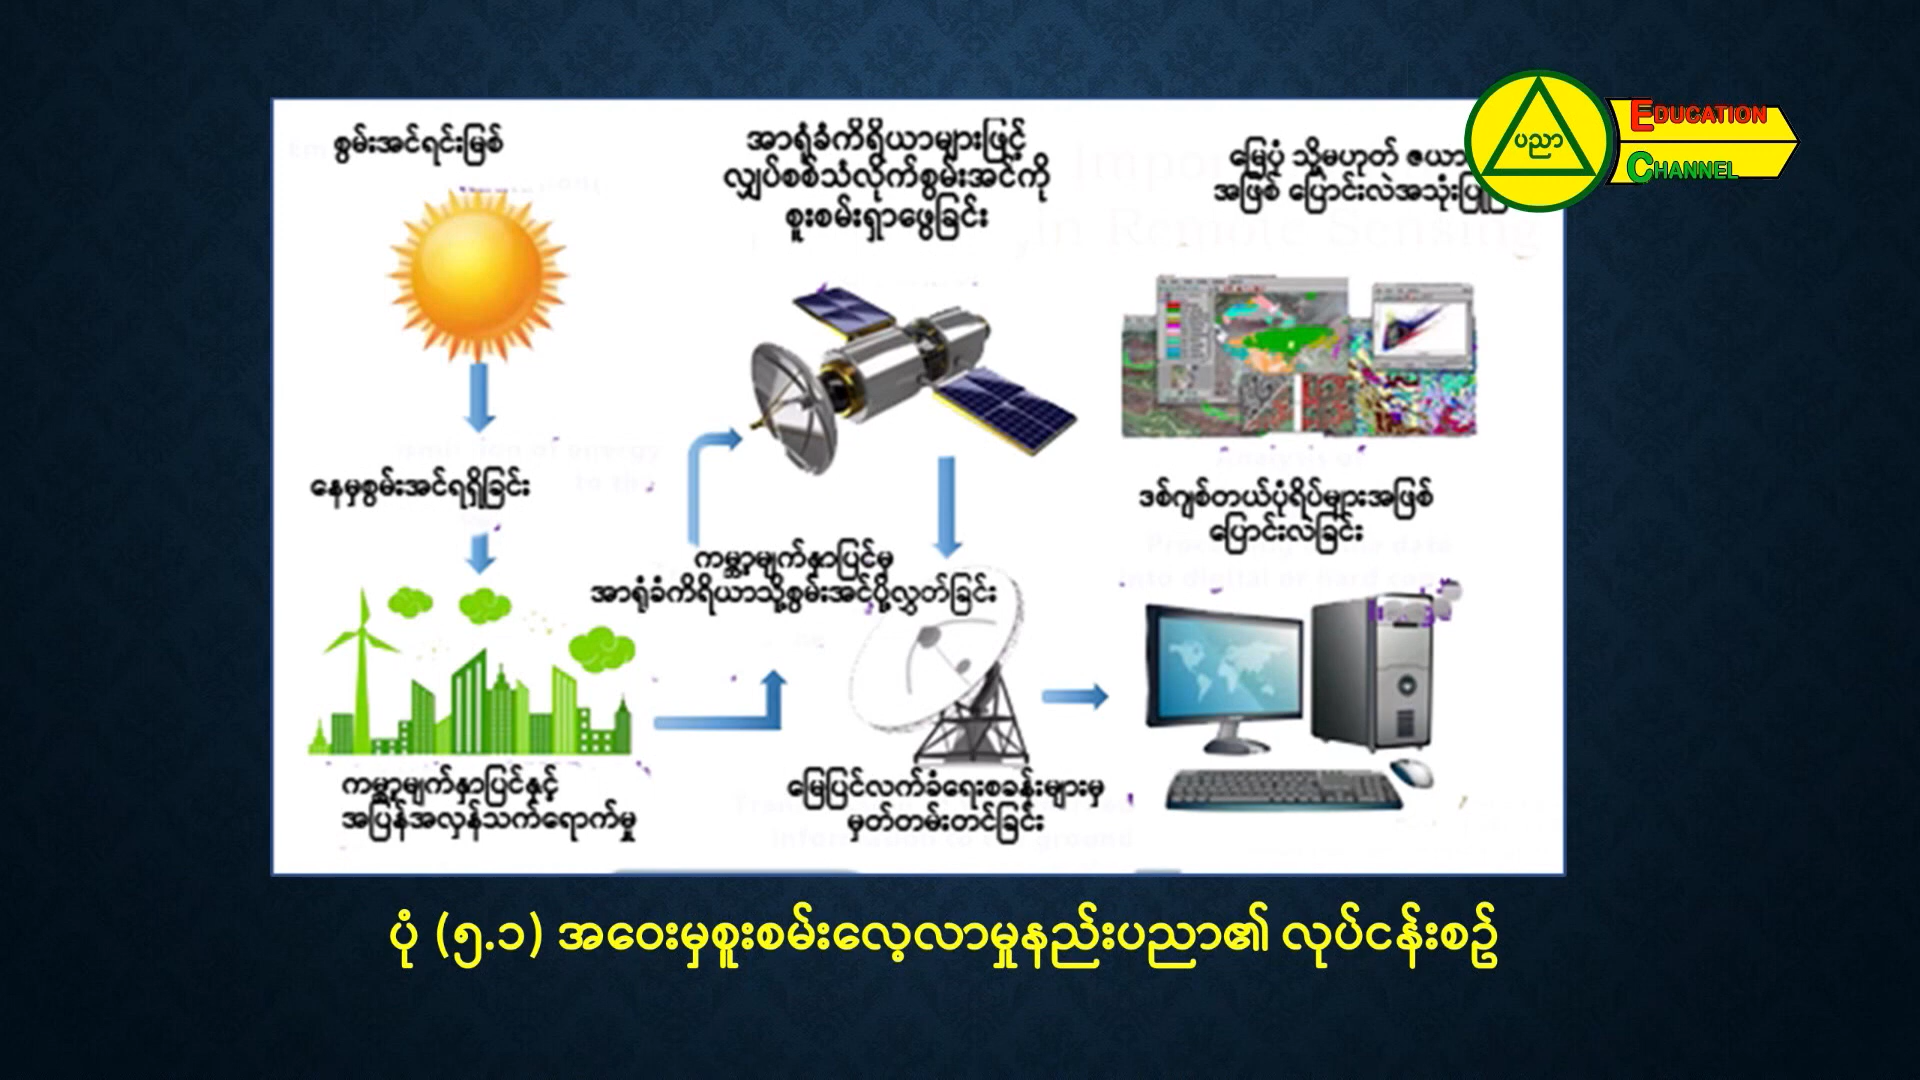 စွမ်းအင်ရင်းမြစ်
အာရုံခံကိရိယာများဖြင့်
လျှပ်စစ်သံလိုက်စွမ်းအင်ကို
စူးစမ်းရှာဖွေခြင်း
မြေပုံ သို့မဟုတ် ဇယာ
အဖြစ် ပြောင်းလဲအသုံးပြု
ပညာ
EDUCATION
CHANNEL
in Remote Sensing
နေမှစွမ်းအင်ရရှိခြင်း
ကမ္ဘာ့မျက်နှာပြင်မှ
အာရုံခံကိရိယာသို့စွမ်းအင်ပို့လွှတ်ခြင်း
ဒစ်ဂျစ်တယ်ပုံရိပ်များအဖြစ်
ပြောင်းလဲခြင်း
ကမ္ဘာ့မျက်နှာပြင်နှင့်
အပြန်အလှန်သက်ရောက်မှု
မြေပြင်လက်ခံရေးစခန်းများမှ
မှတ်တမ်းတင်ခြင်း
ပုံ (၅.၁) အဝေးမှစူးစမ်းလေ့လာမှုနည်းပညာ၏ လုပ်ငန်းစဉ်